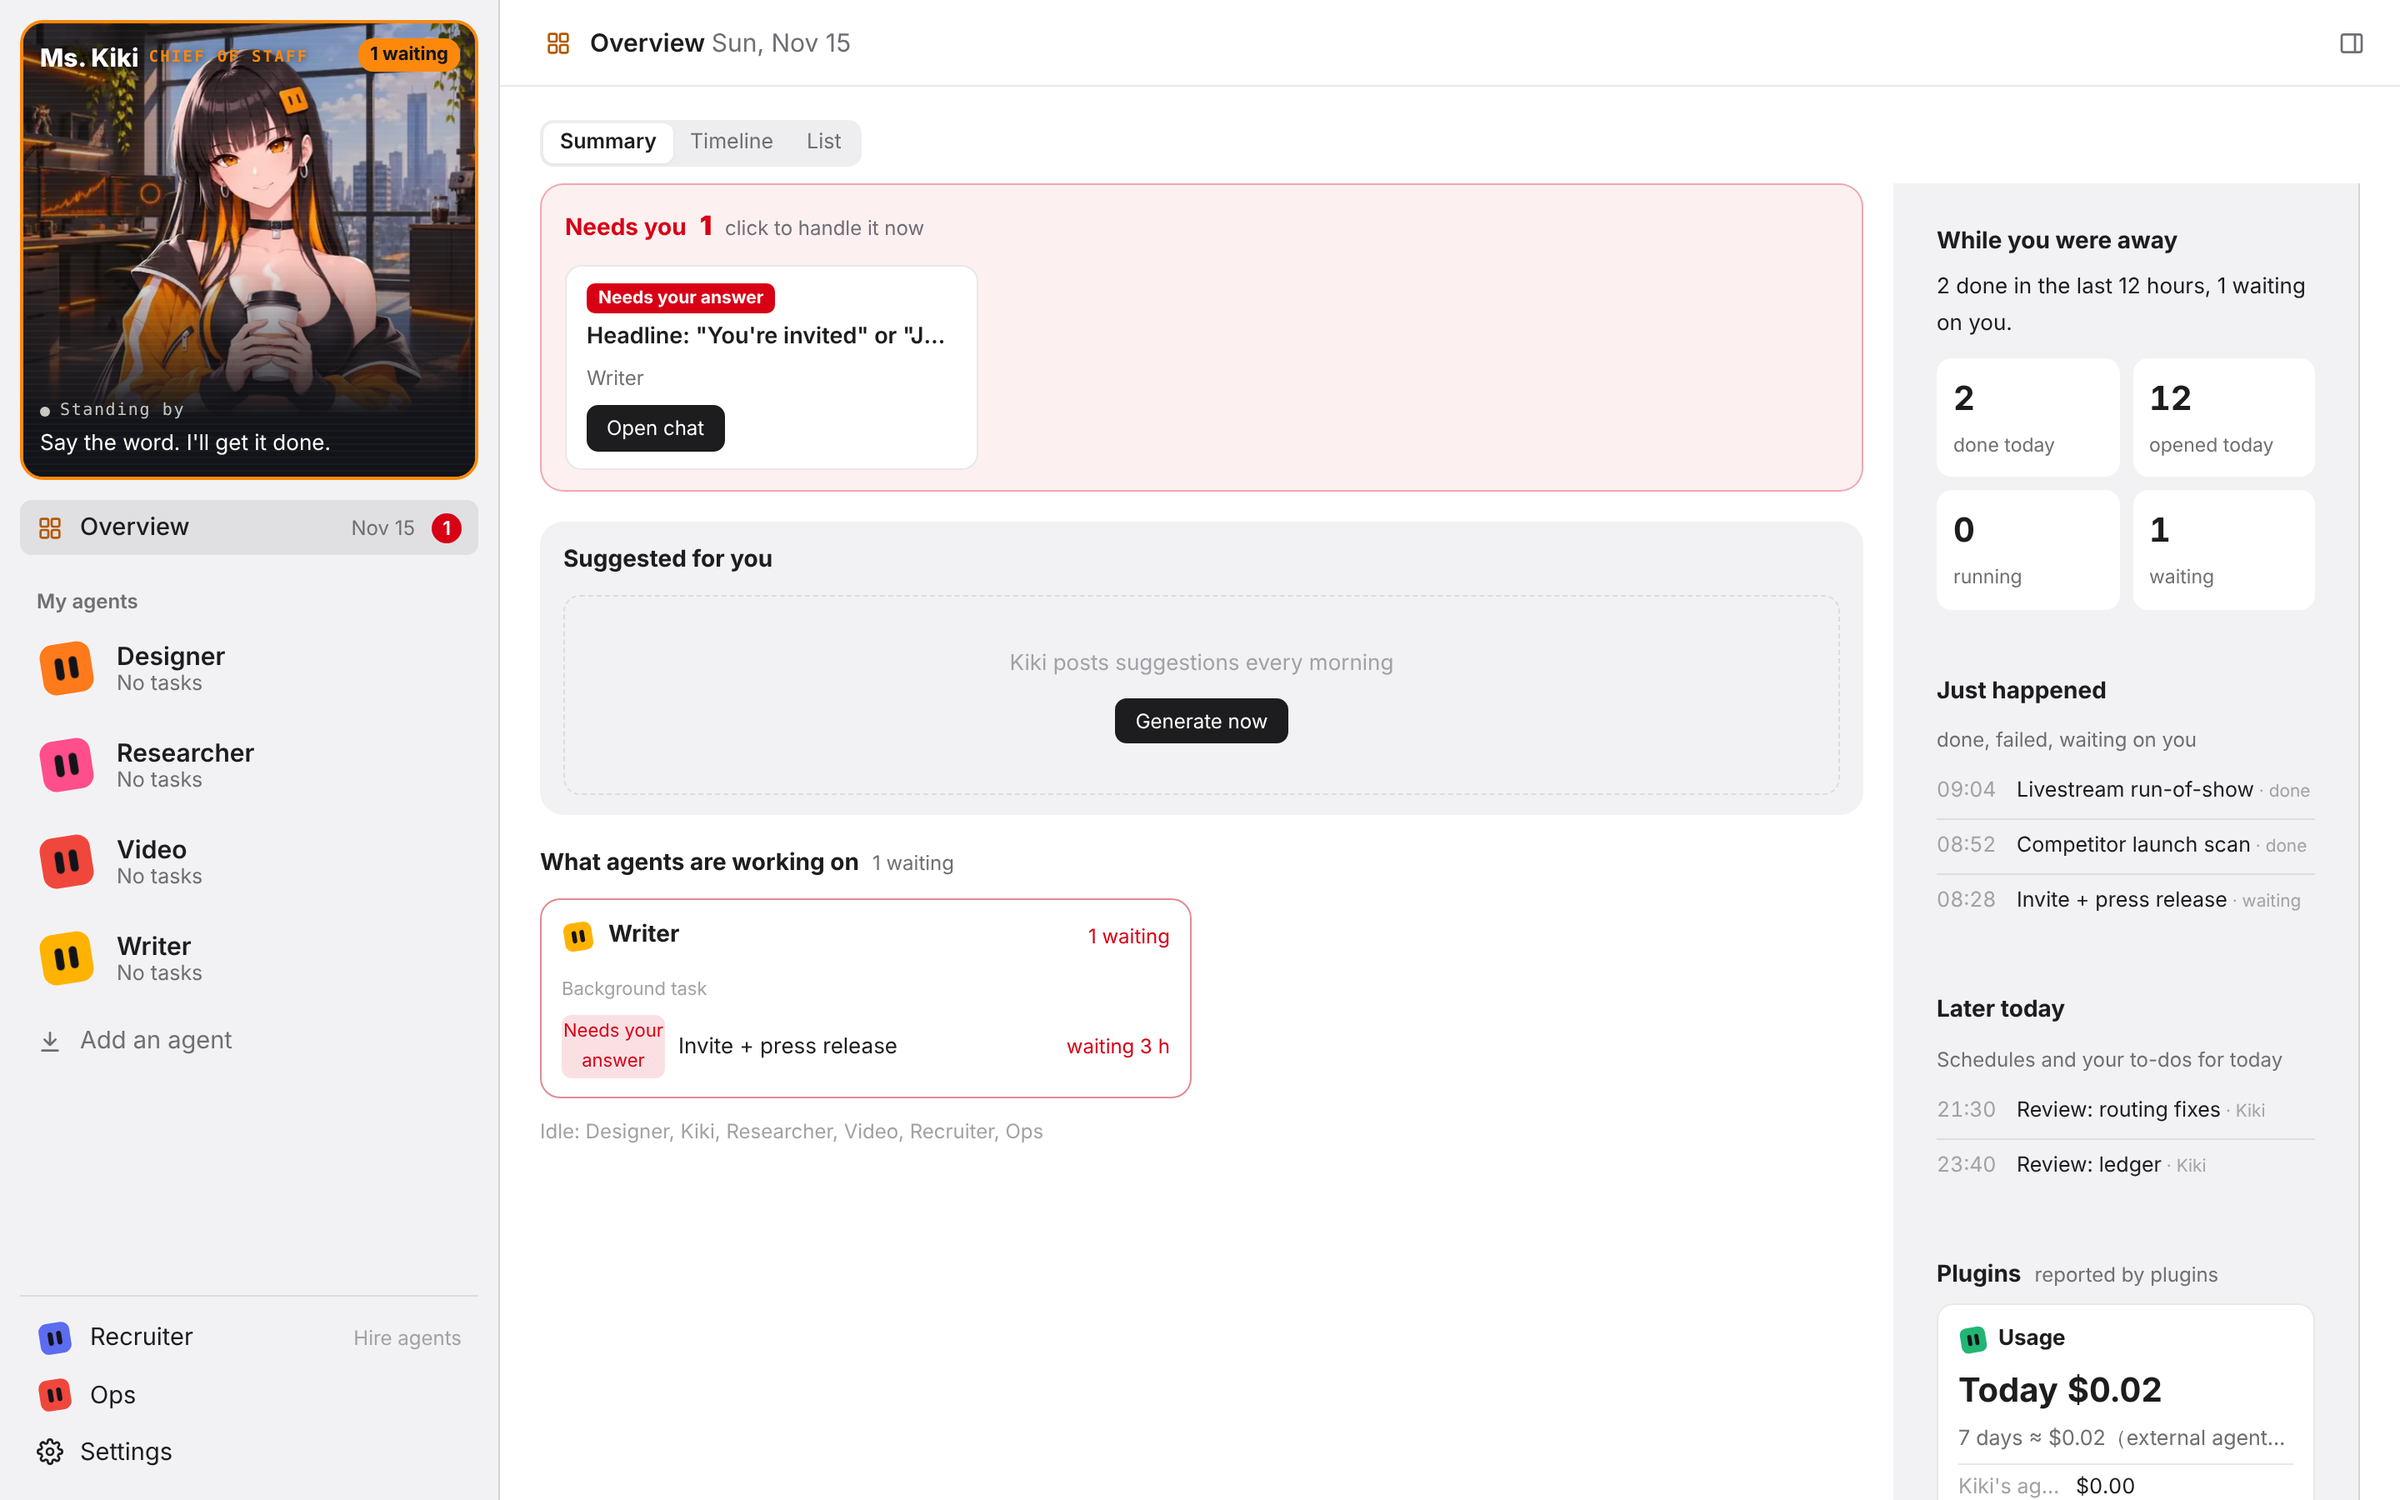 Ms. Kiki CHIEF OF STAFF 1 waiting
Standing by
Say the word. I'll get it done.
Overview Nov 15 1
My agents
Designer
No tasks
Researcher
No tasks
Video
No tasks
Writer
No tasks
Add an agent
Recruiter Hire agents
Ops
Settings
Overview Sun, Nov 15
Summary Timeline List
Needs you 1 click to handle it now
Needs your answer
Headline: "You're invited" or "J...
Writer
Open chat
Suggested for you
Kiki posts suggestions every morning
Generate now
What agents are working on 1 waiting
Writer 1 waiting
Background task
Needs your
answer
Invite + press release waiting 3 h
Idle: Designer, Kiki, Researcher, Video, Recruiter, Ops
While you were away
2 done in the last 12 hours, 1 waiting
on you.
2 12
done today opened today
0 1
running waiting
Just happened
done, failed, waiting on you
09:04 Livestream run-of-show · done
08:52 Competitor launch scan · done
08:28 Invite + press release · waiting
Later today
Schedules and your to-dos for today
21:30 Review: routing fixes · Kiki
23:40 Review: ledger · Kiki
Plugins reported by plugins
Usage
Today $0.02
7 days ≈ $0.02（external agent...
Kiki's ag... $0.00